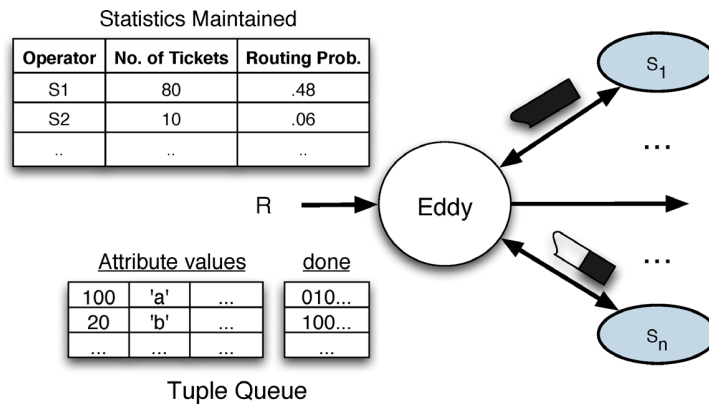 Statistics Maintained
Operator No. of Tickets Routing Prob.
S1 80 .48
S2 10 .06
.. .. ..
S1
...
R
Eddy
...
Sn
Attribute values done
100 'a' ... 010...
20 'b' ... 100...
... ... ... ...
Tuple Queue